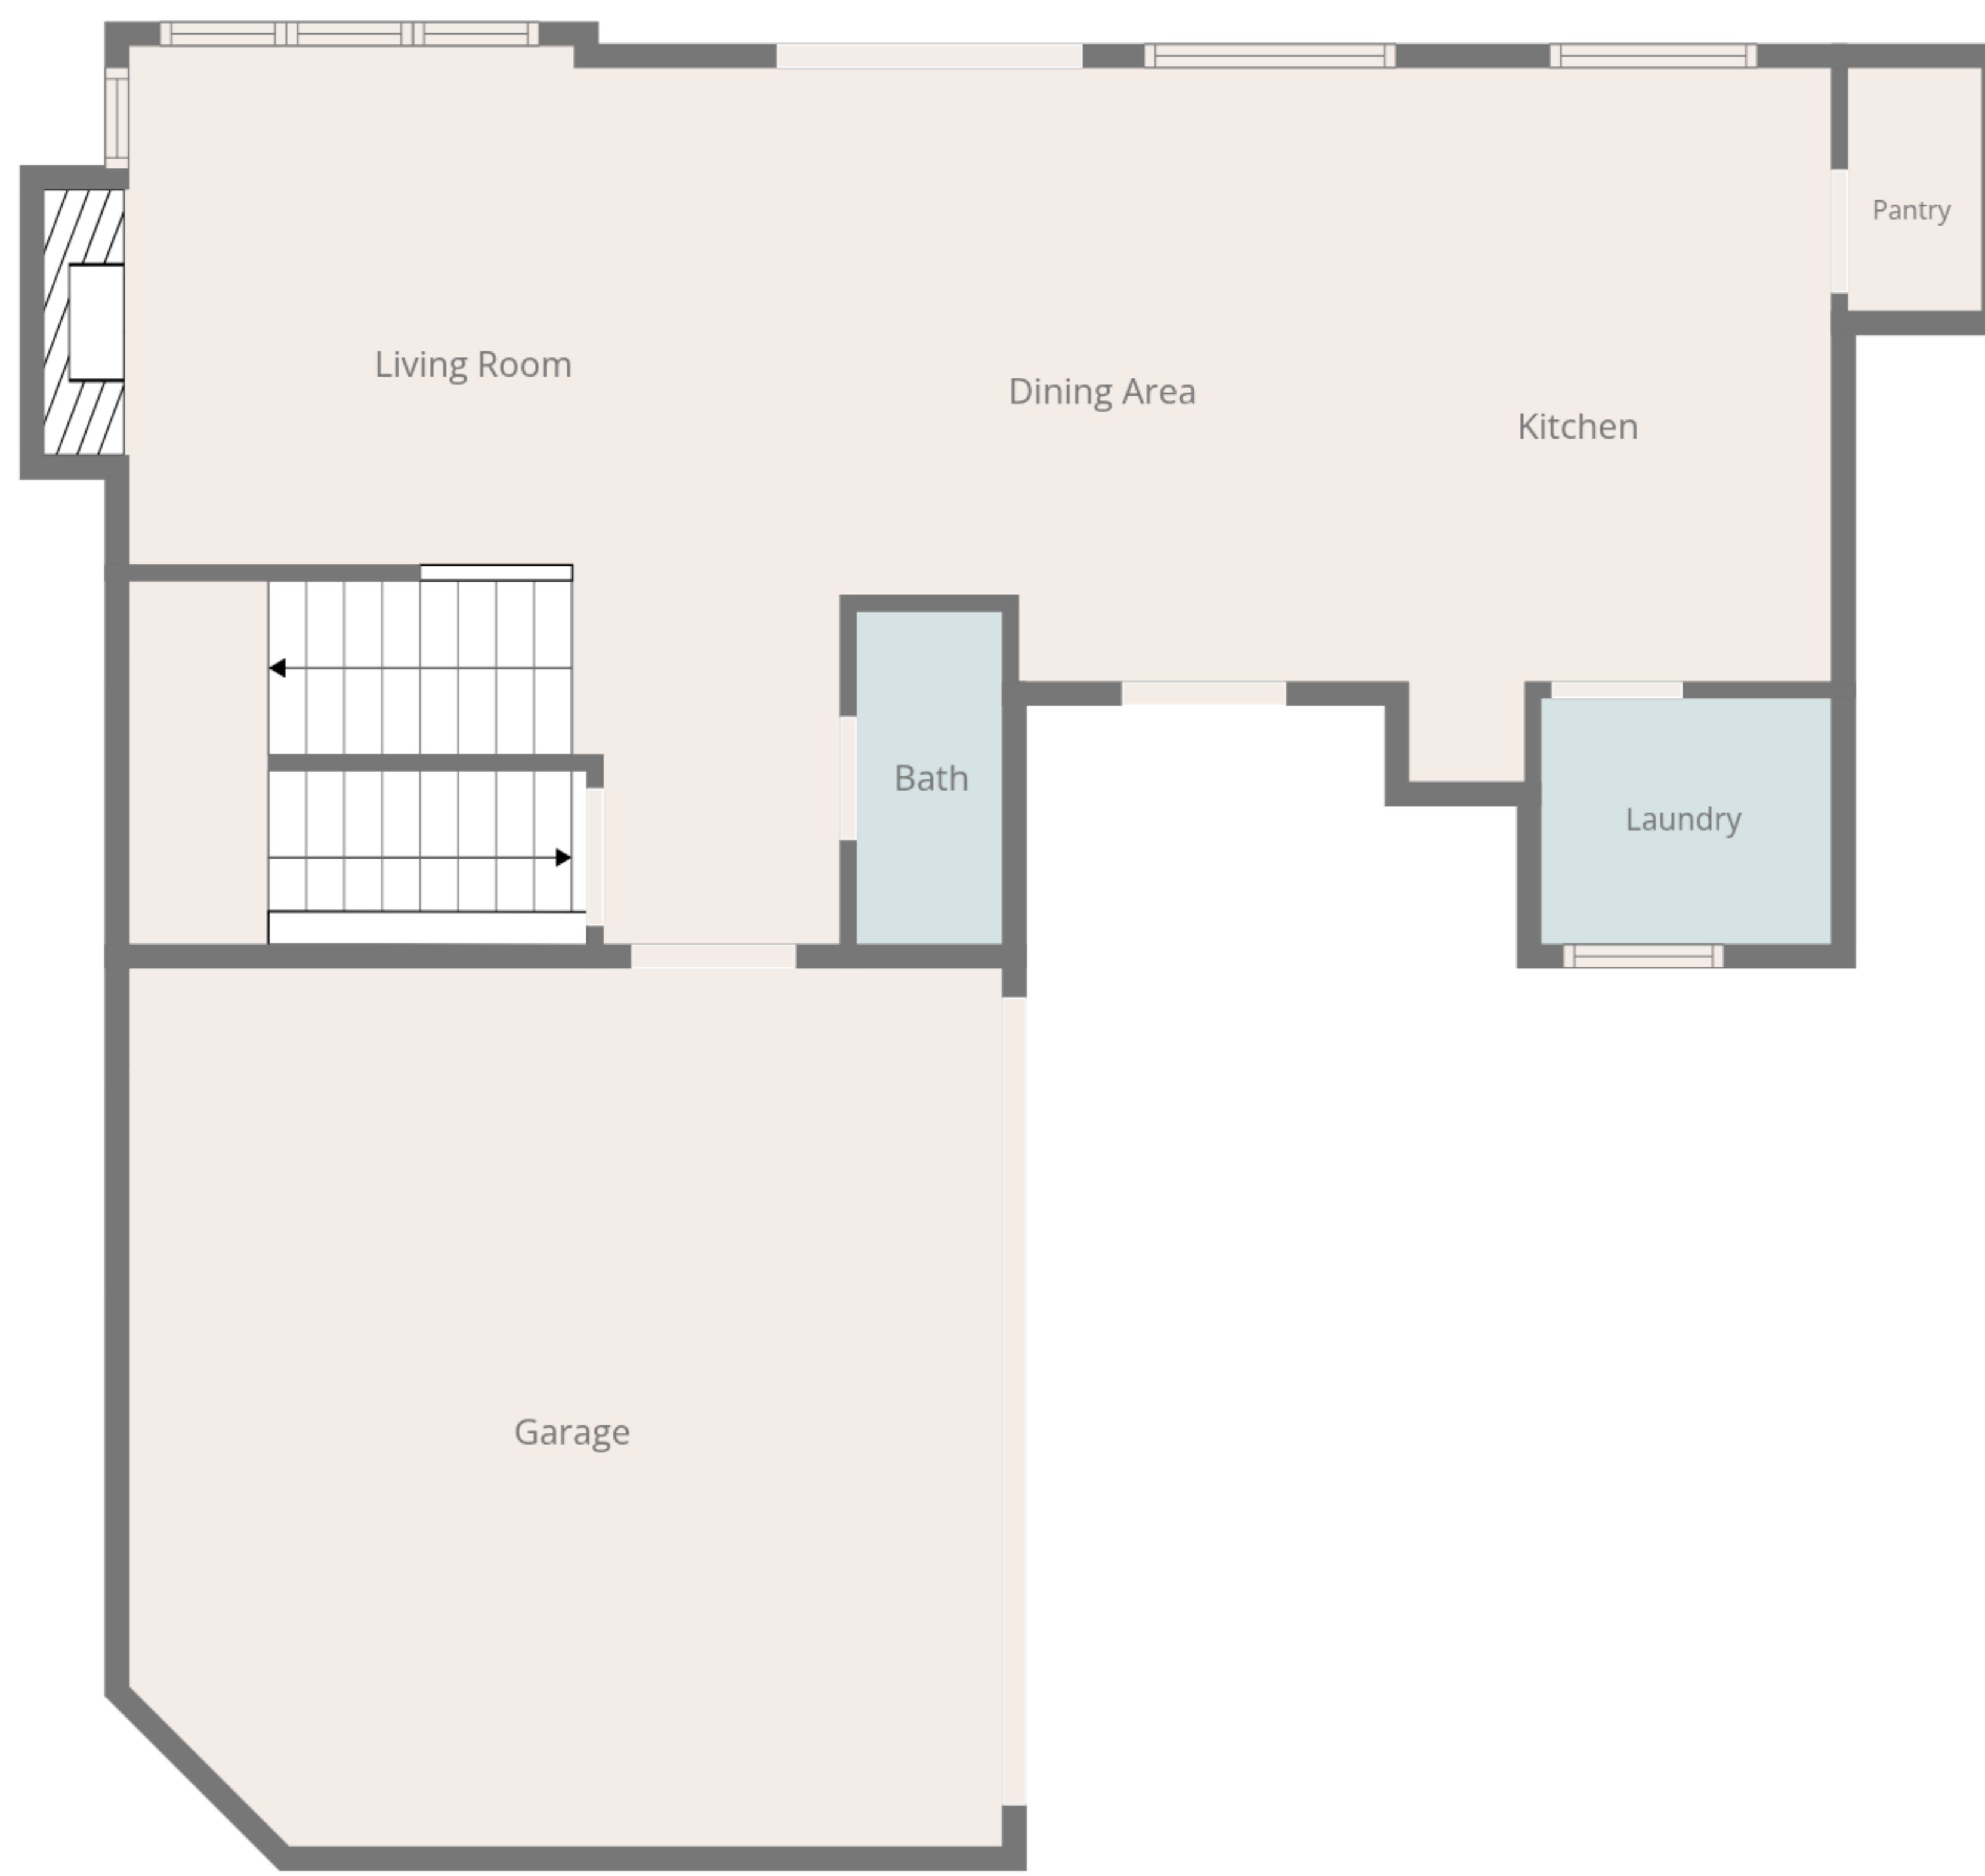 Pantry
Living Room
Dining Area
Kitchen
Bath
Laundry
Garage